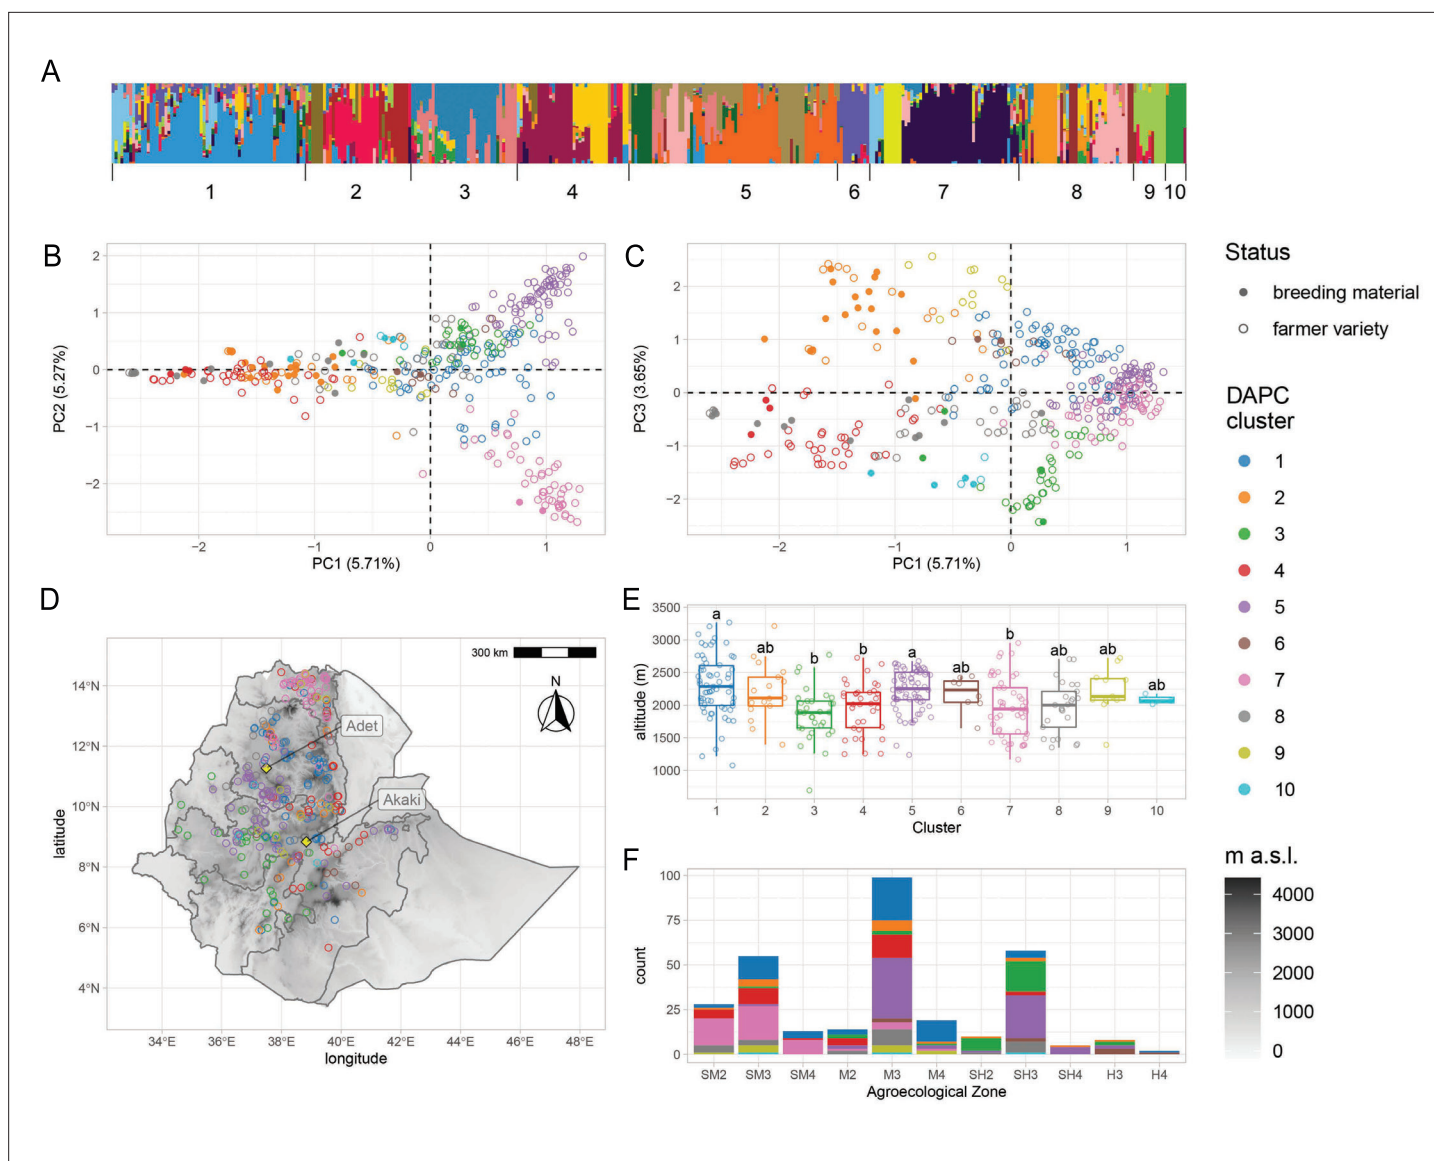 A
1 2 3 4 5 6 7 8 9 10
B
2
1
0
−1
−2
PC2 (5.27%)
−2 −1 0 1
PC1 (5.71%)
C
2
1
0
−1
−2
PC3 (3.65%)
−2 −1 0 1
PC1 (5.71%)
Status
breeding material
farmer variety
DAPC
cluster
1
2
3
4
5
6
7
8
9
10
D
300 km
N
Adet
Akaki
14°N
12°N
10°N
8°N
6°N
4°N
latitude
34°E 36°E 38°E 40°E 42°E 44°E 46°E 48°E
longitude
E
3500
3000
2500
2000
1500
1000
altitude (m)
a ab b b a ab b ab ab ab
1 2 3 4 5 6 7 8 9 10
Cluster
F
100
75
50
25
0
count
SM2 SM3 SM4 M2 M3 M4 SH2 SH3 SH4 H3 H4
Agroecological Zone
m a.s.l.
4000
3000
2000
1000
0